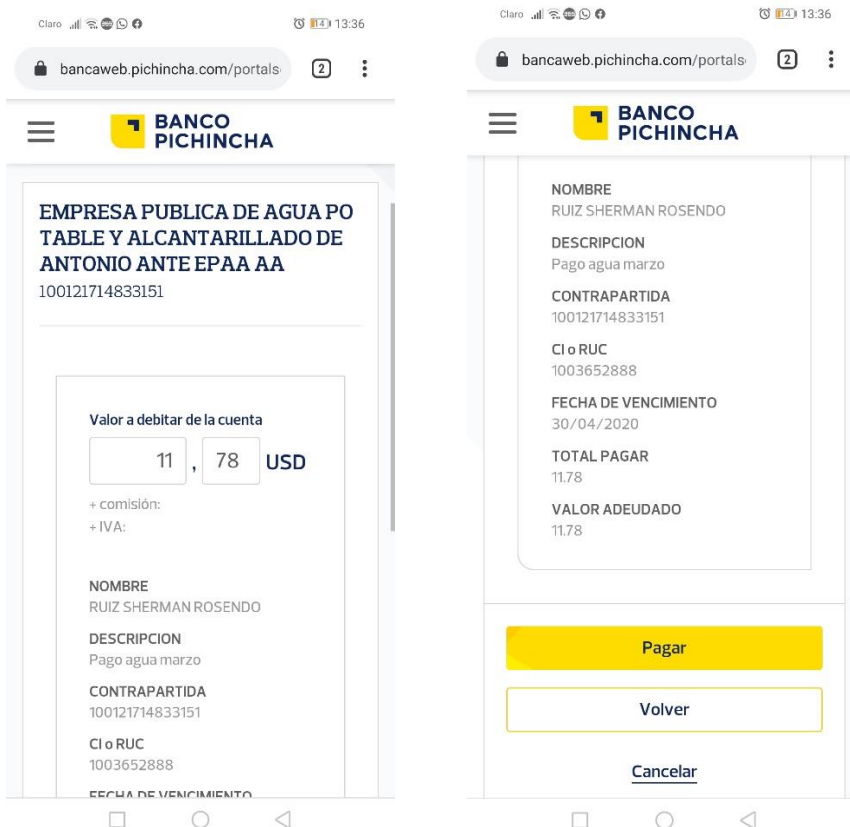 Claro 13:36
bancaweb.pichincha.com/portals 2
BANCO
PICHINCHA
EMPRESA PUBLICA DE AGUA PO
TABLE Y ALCANTARILLADO DE
ANTONIO ANTE EPAA AA
100121714833151
Valor a debitar de la cuenta
11 , 78 USD
+ comisión:
+ IVA:
NOMBRE
RUIZ SHERMAN ROSENDO
DESCRIPCION
Pago agua marzo
CONTRAPARTIDA
100121714833151
CI o RUC
1003652888
FECHA DE VENCIMIENTO
Claro 13:36
bancaweb.pichincha.com/portals 2
BANCO
PICHINCHA
NOMBRE
RUIZ SHERMAN ROSENDO
DESCRIPCION
Pago agua marzo
CONTRAPARTIDA
100121714833151
CI o RUC
1003652888
FECHA DE VENCIMIENTO
30/04/2020
TOTAL PAGAR
11.78
VALOR ADEUDADO
11.78
Pagar
Volver
Cancelar